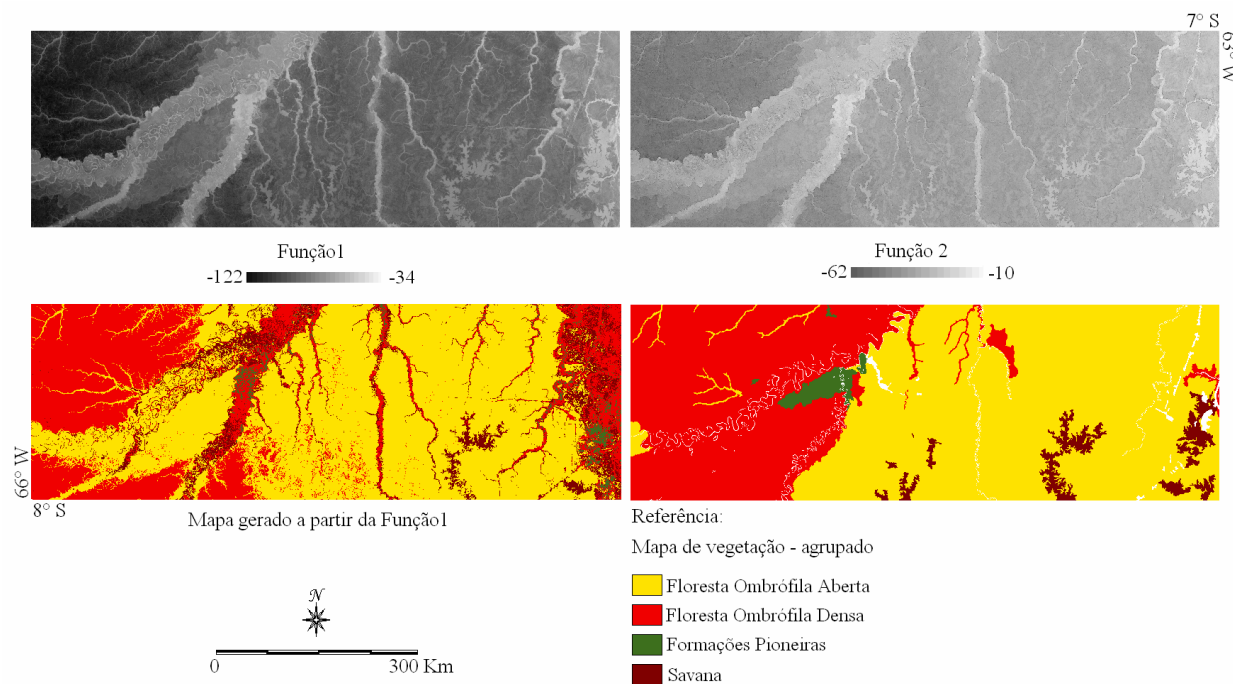 7° S
63° W
Função1
-122
-34
Função 2
-62
-10
66° W
8° S
Mapa gerado a partir da Função1
Referência:
Mapa de vegetação - agrupado
Floresta Ombrófila Aberta
Floresta Ombrófila Densa
Formações Pioneiras
Savana
N
0
300 Km